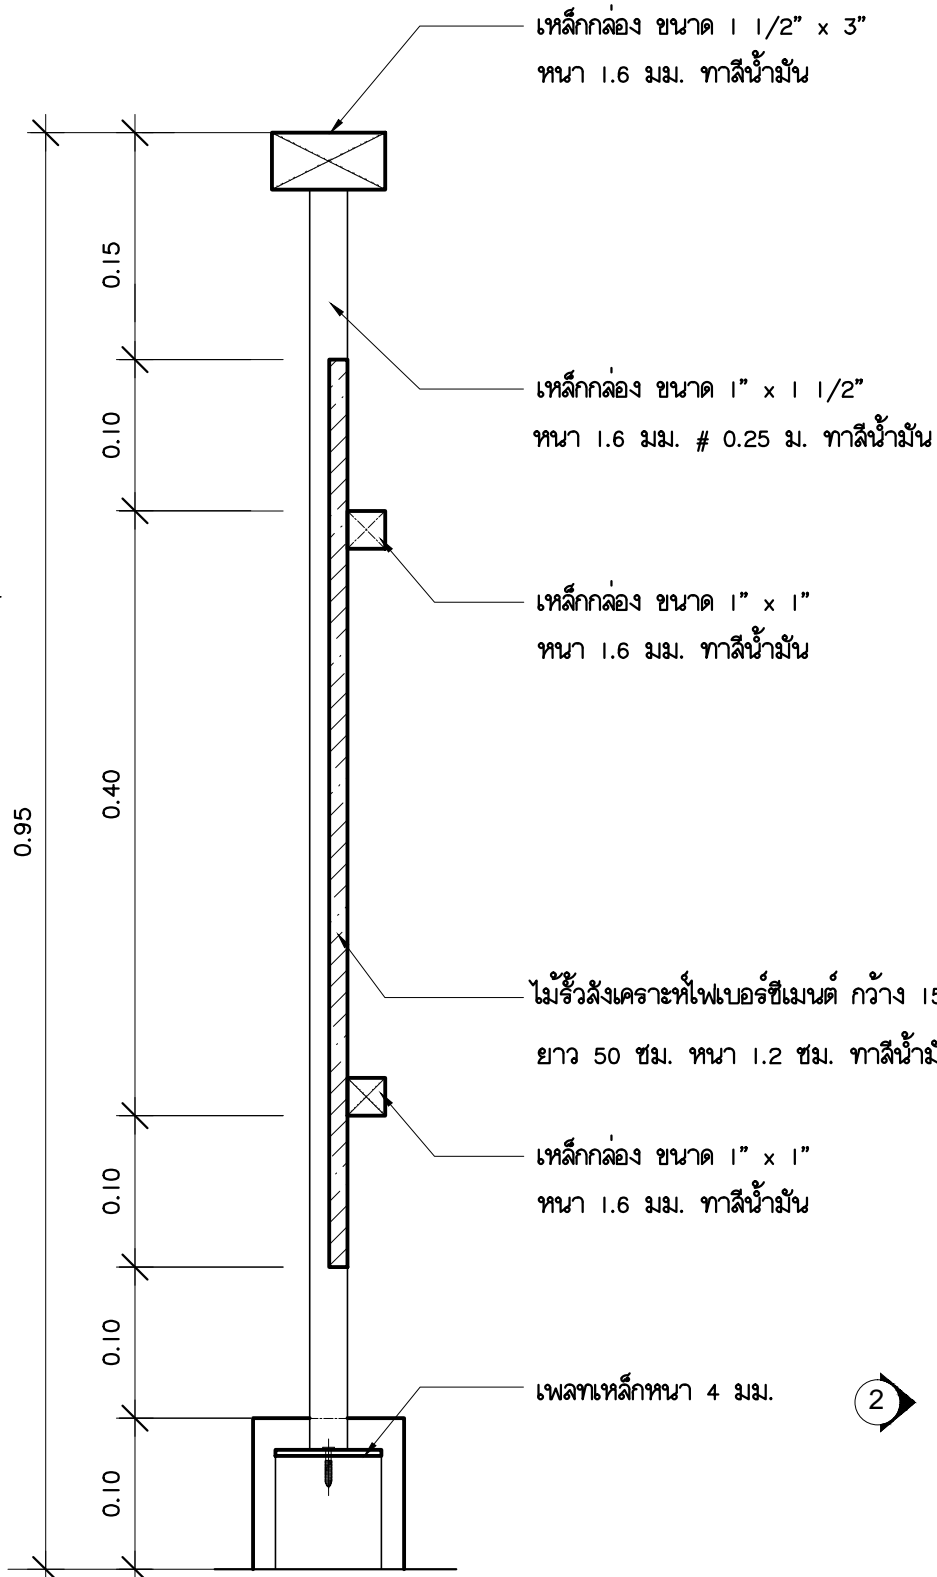 เหล็กกล่อง ขนาด 1 1/2" x 3"
หนา 1.6 มม. ทาสีน้ำมัน
0.15
เหล็กกล่อง ขนาด 1" x 1 1/2"
หนา 1.6 มม. # 0.25 ม. ทาสีน้ำมัน
0.10
เหล็กกล่อง ขนาด 1" x 1"
หนา 1.6 มม. ทาสีน้ำมัน
0.40
0.95
ไม้รั้วสังเคราะห์ไฟเบอร์ซีเมนต์ กว้าง 15
ยาว 50 ซม. หนา 1.2 ซม. ทาสีน้ำมั
เหล็กกล่อง ขนาด 1" x 1"
หนา 1.6 มม. ทาสีน้ำมัน
0.10
0.10
เพลทเหล็กหนา 4 มม.
2
0.10